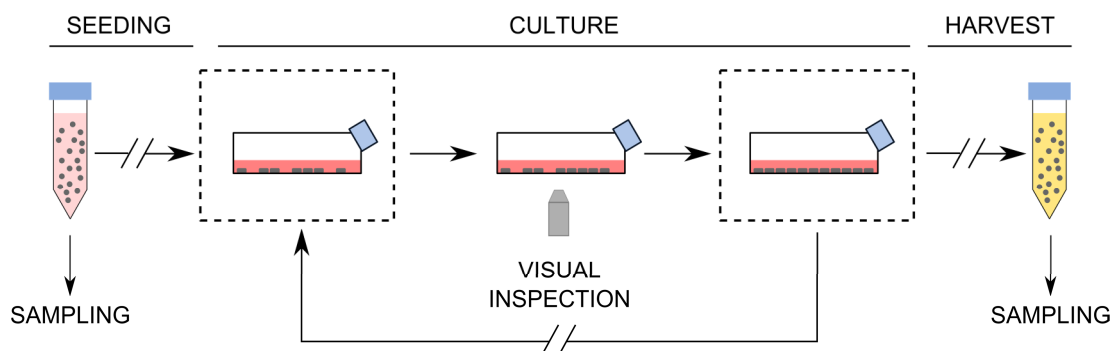 SEEDING
CULTURE
HARVEST
VISUAL
INSPECTION
SAMPLING
SAMPLING